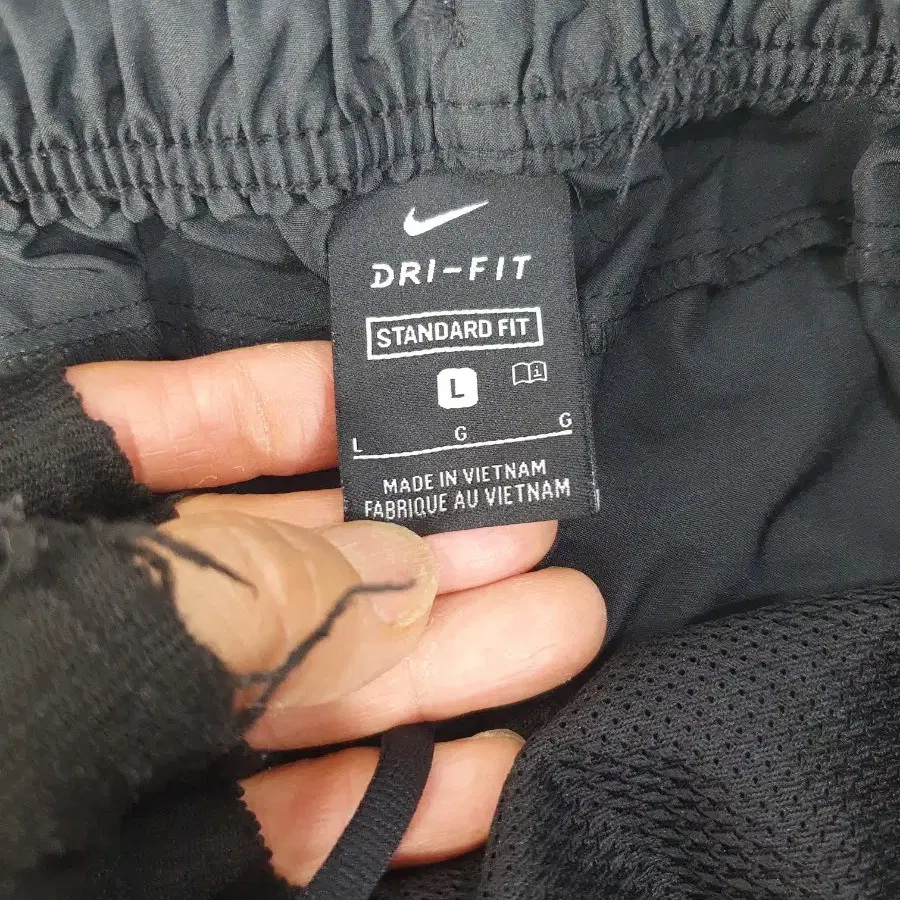 DRI-FIT
STANDARD FIT
L
i
L G G
MADE IN VIETNAM
FABRIQUE AU VIETNAM